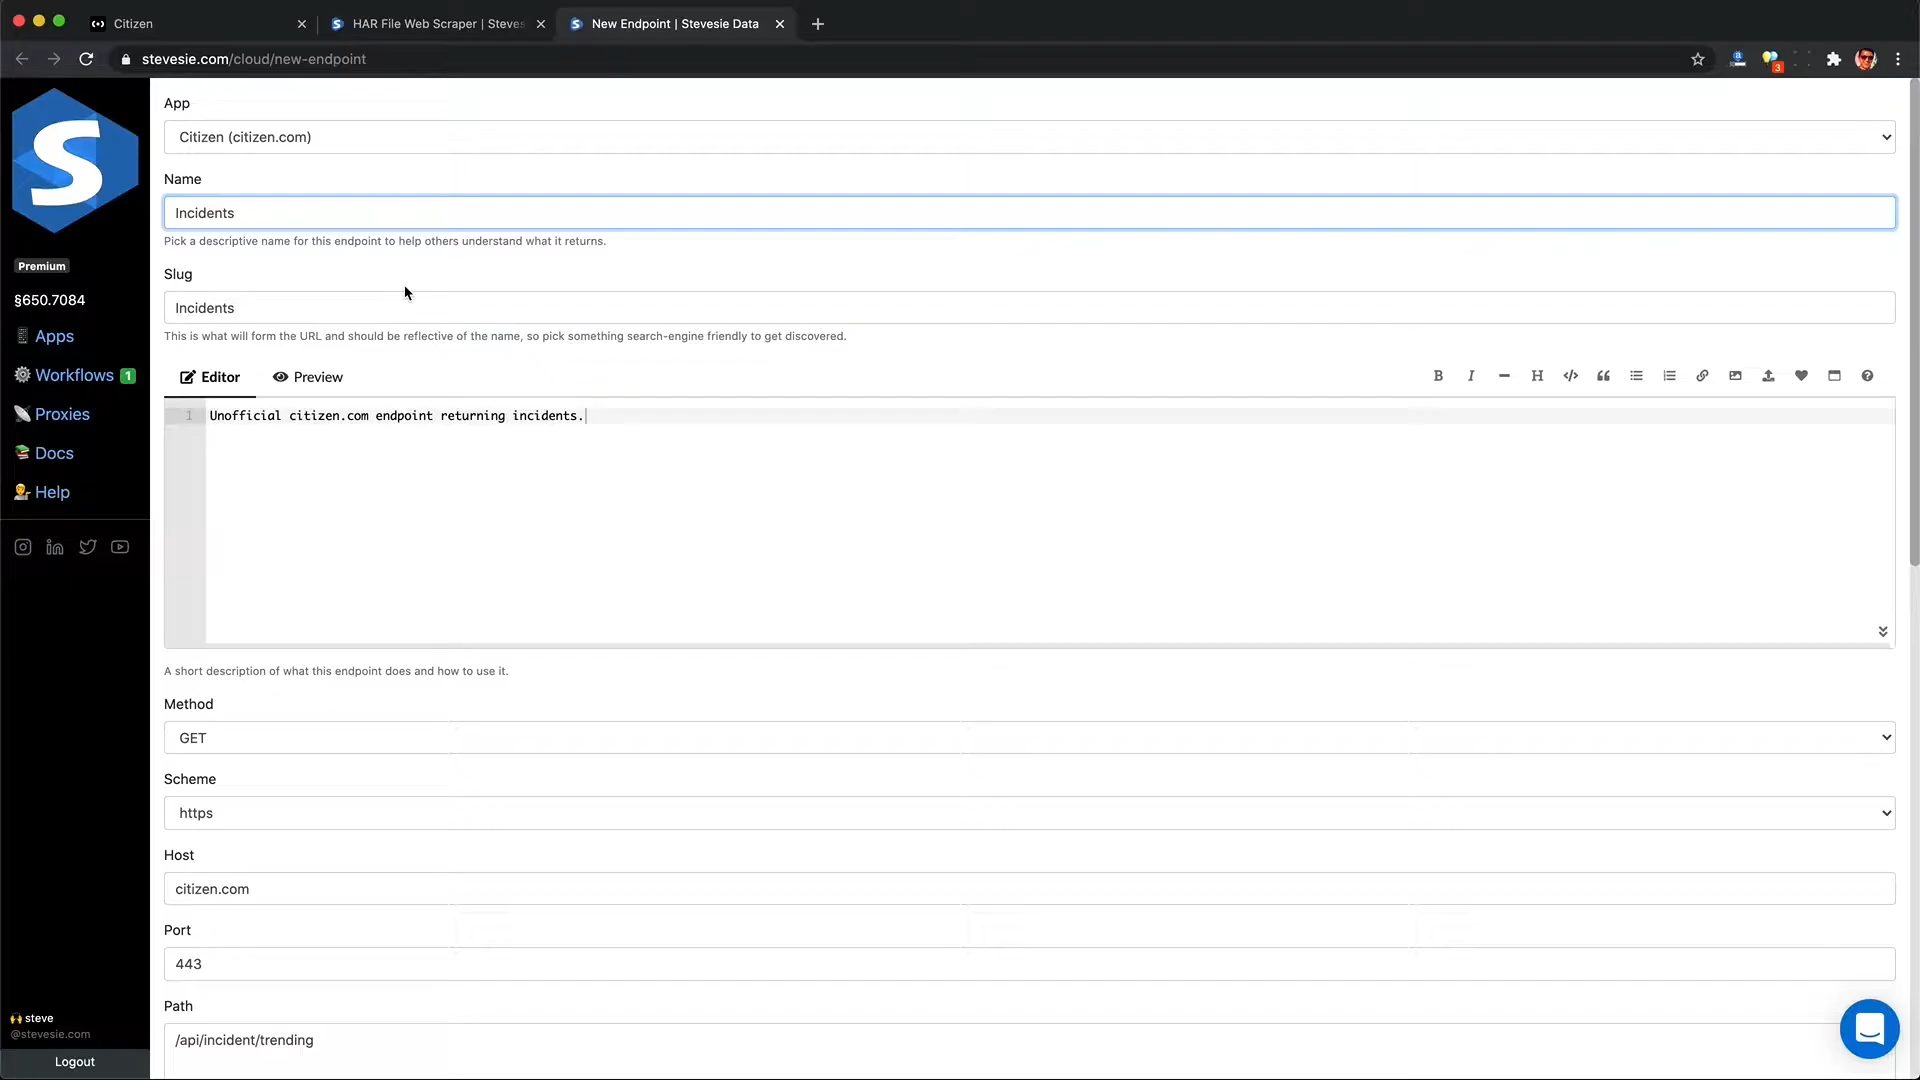 Citizen
HAR File Web Scraper | Steves
New Endpoint | Stevesie Data
stevesie.com/cloud/new-endpoint
3
S
Premium
§650.7084
Apps
Workflows 1
Proxies
Docs
Help
steve
@stevesie.com
Logout
App
Citizen (citizen.com)
Name
Incidents
Pick a descriptive name for this endpoint to help others understand what it returns.
Slug
Incidents
This is what will form the URL and should be reflective of the name, so pick something search-engine friendly to get discovered.
Editor Preview
1 Unofficial citizen.com endpoint returning incidents.
A short description of what this endpoint does and how to use it.
Method
GET
Scheme
https
Host
citizen.com
Port
443
Path
/api/incident/trending